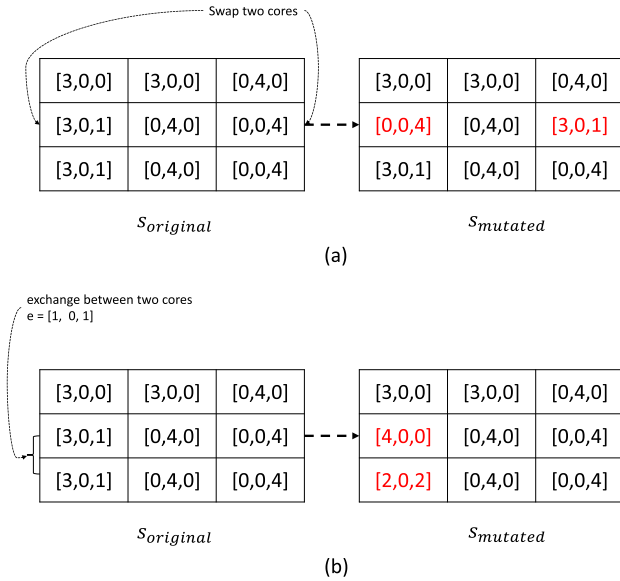 Swap two cores
[3,0,0] [3,0,0] [0,4,0] [3,0,0] [3,0,0] [0,4,0]
[3,0,1] [0,4,0] [0,0,4] [0,0,4] [0,4,0] [3,0,1]
[3,0,1] [0,4,0] [0,0,4] [3,0,1] [0,4,0] [0,0,4]
S_original S_mutated
(a)
exchange between two cores
e = [1, 0, 1]
[3,0,0] [3,0,0] [0,4,0] [3,0,0] [3,0,0] [0,4,0]
[3,0,1] [0,4,0] [0,0,4] [4,0,0] [0,4,0] [0,0,4]
[3,0,1] [0,4,0] [0,0,4] [2,0,2] [0,4,0] [0,0,4]
S_original S_mutated
(b)